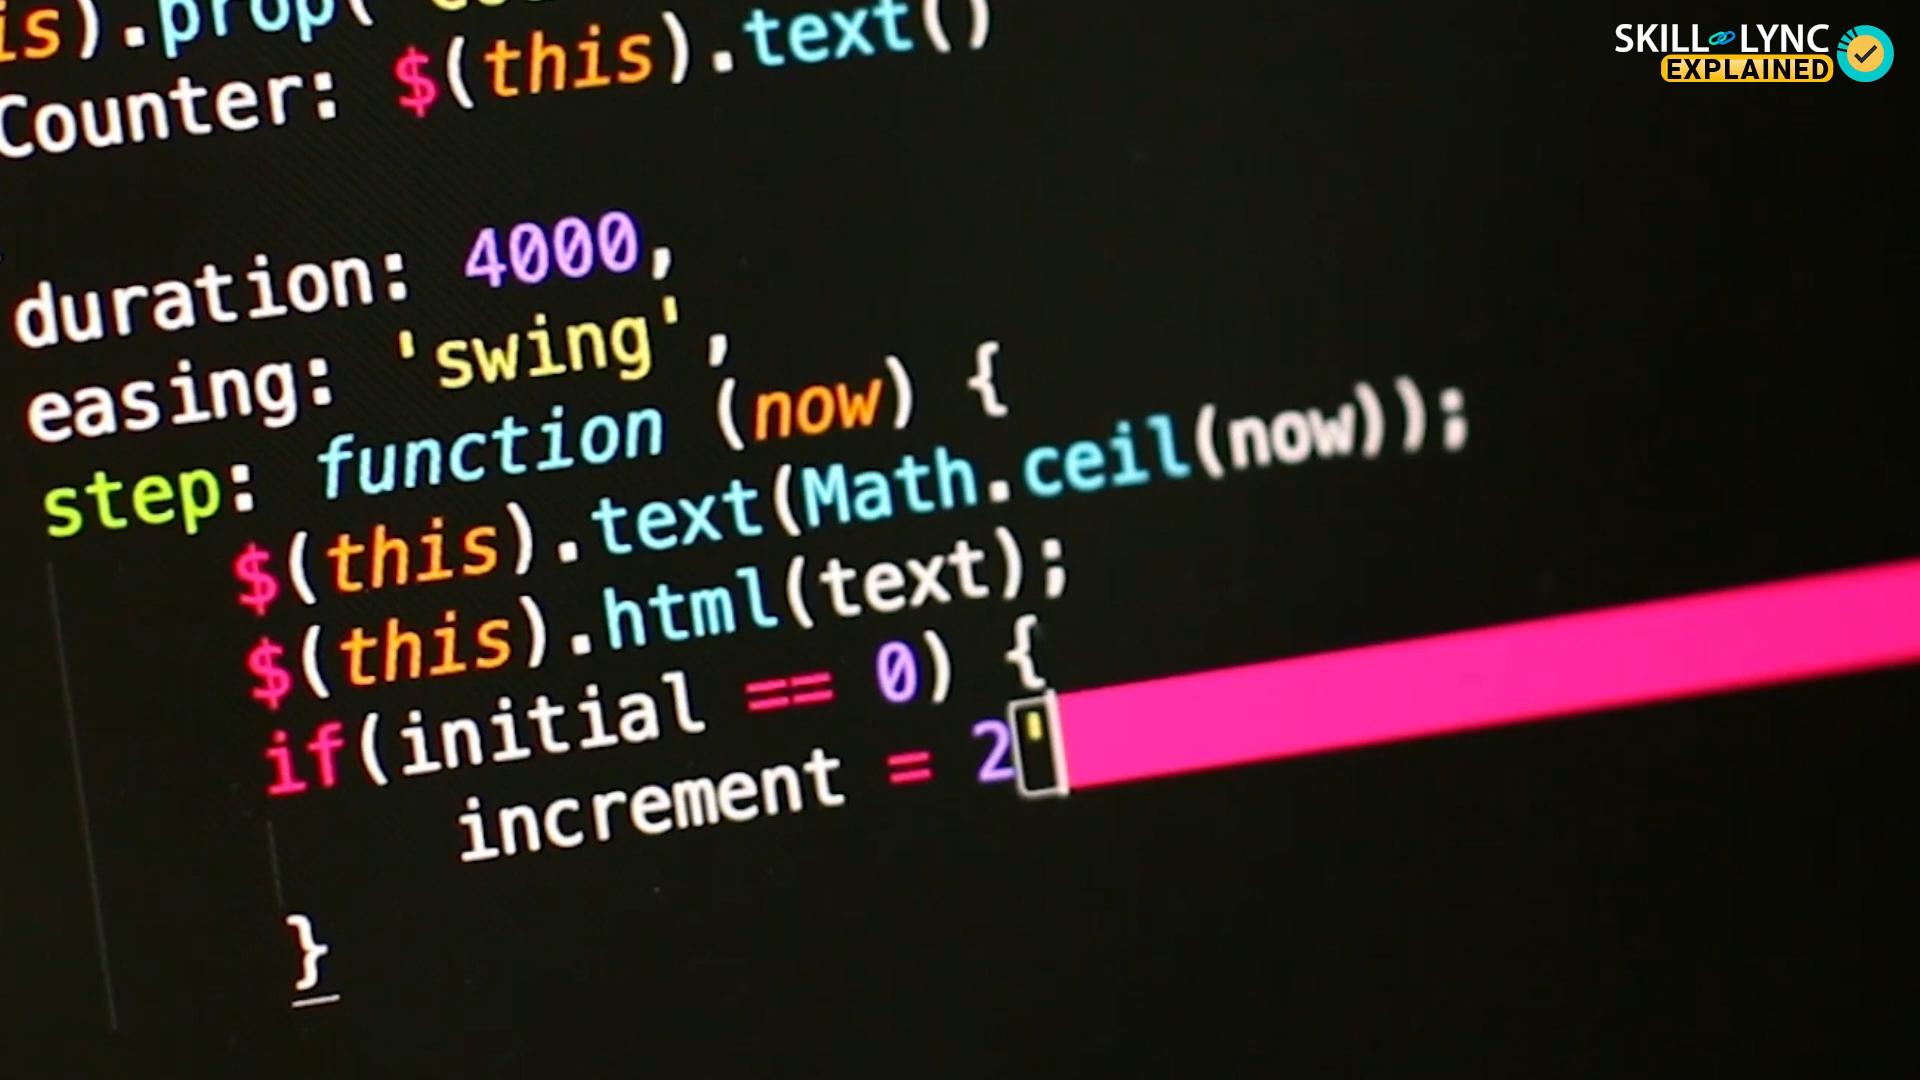 is).prop('Cou
Counter: $(this).text()
duration: 4000,
easing: 'swing',
step: function (now) {
$(this).text(Math.ceil(now));
$(this).html(text);
if(initial == 0) {
increment = 2'
}
SKILL LYNC
EXPLAINED